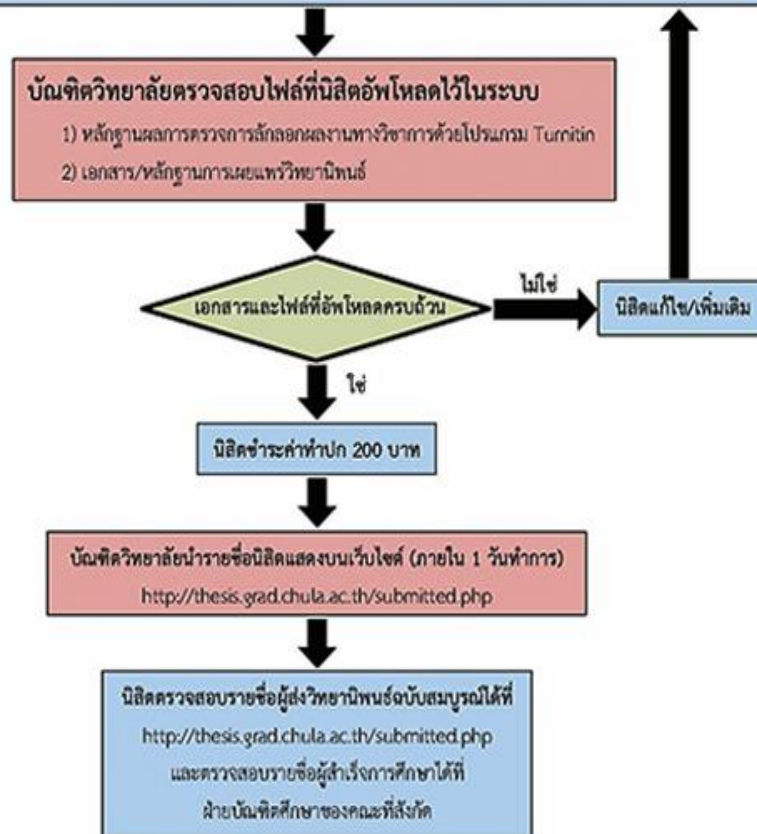 บัณฑิตวิทยาลัยตรวจสอบไฟล์ที่นิสิตอัพโหลดไว้ในระบบ
1) หลักฐานผลการตรวจการลักลอกผลงานทางวิชาการด้วยโปรแกรม Turnitin
2) เอกสาร/หลักฐานการเผยแพร่วิทยานิพนธ์
เอกสารและไฟล์ที่อัพโหลดครบถ้วน
ไม่ใช่
นิสิตแก้ไข/เพิ่มเติม
ใช่
นิสิตชำระค่าทำปก 200 บาท
บัณฑิตวิทยาลัยนำรายชื่อนิสิตแสดงบนเว็บไซต์ (ภายใน 1 วันทำการ)
http://thesis.grad.chula.ac.th/submitted.php
นิสิตตรวจสอบรายชื่อผู้ส่งวิทยานิพนธ์ฉบับสมบูรณ์ได้ที่
http://thesis.grad.chula.ac.th/submitted.php
และตรวจสอบรายชื่อผู้สำเร็จการศึกษาได้ที่
ฝ่ายบัณฑิตศึกษาของคณะที่สังกัด